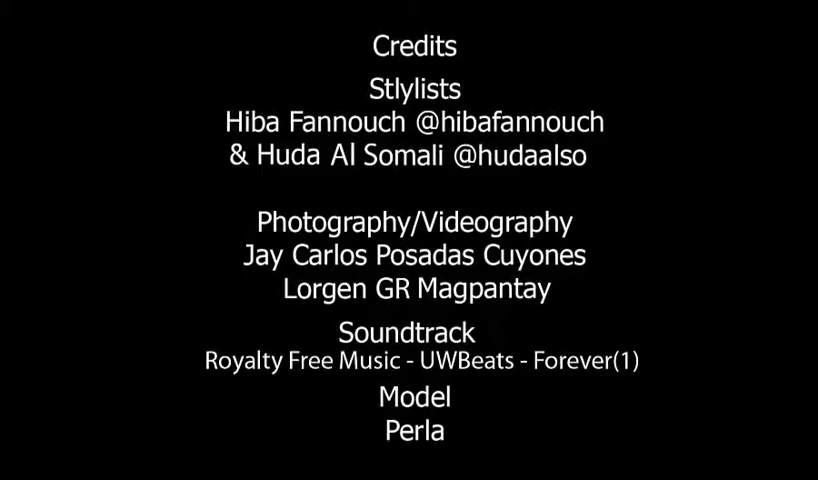 Credits
Stlylists
Hiba Fannouch @hibafannouch
& Huda Al Somali @hudaalso
Photography/Videography
Jay Carlos Posadas Cuyones
Lorgen GR Magpantay
Soundtrack
Royalty Free Music - UWBeats - Forever(1)
Model
Perla